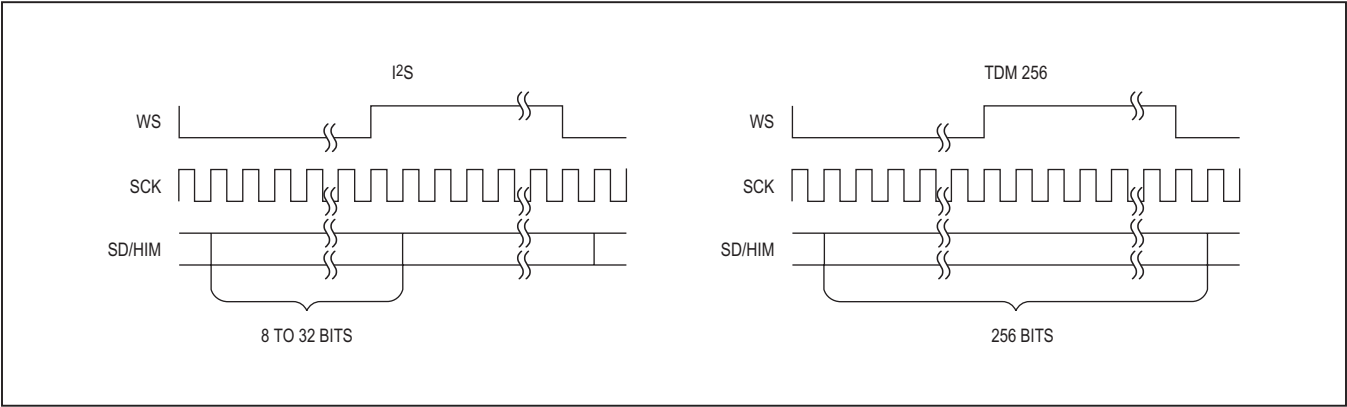 I2S
WS
SCK
SD/HIM
8 TO 32 BITS
TDM 256
WS
SCK
SD/HIM
256 BITS